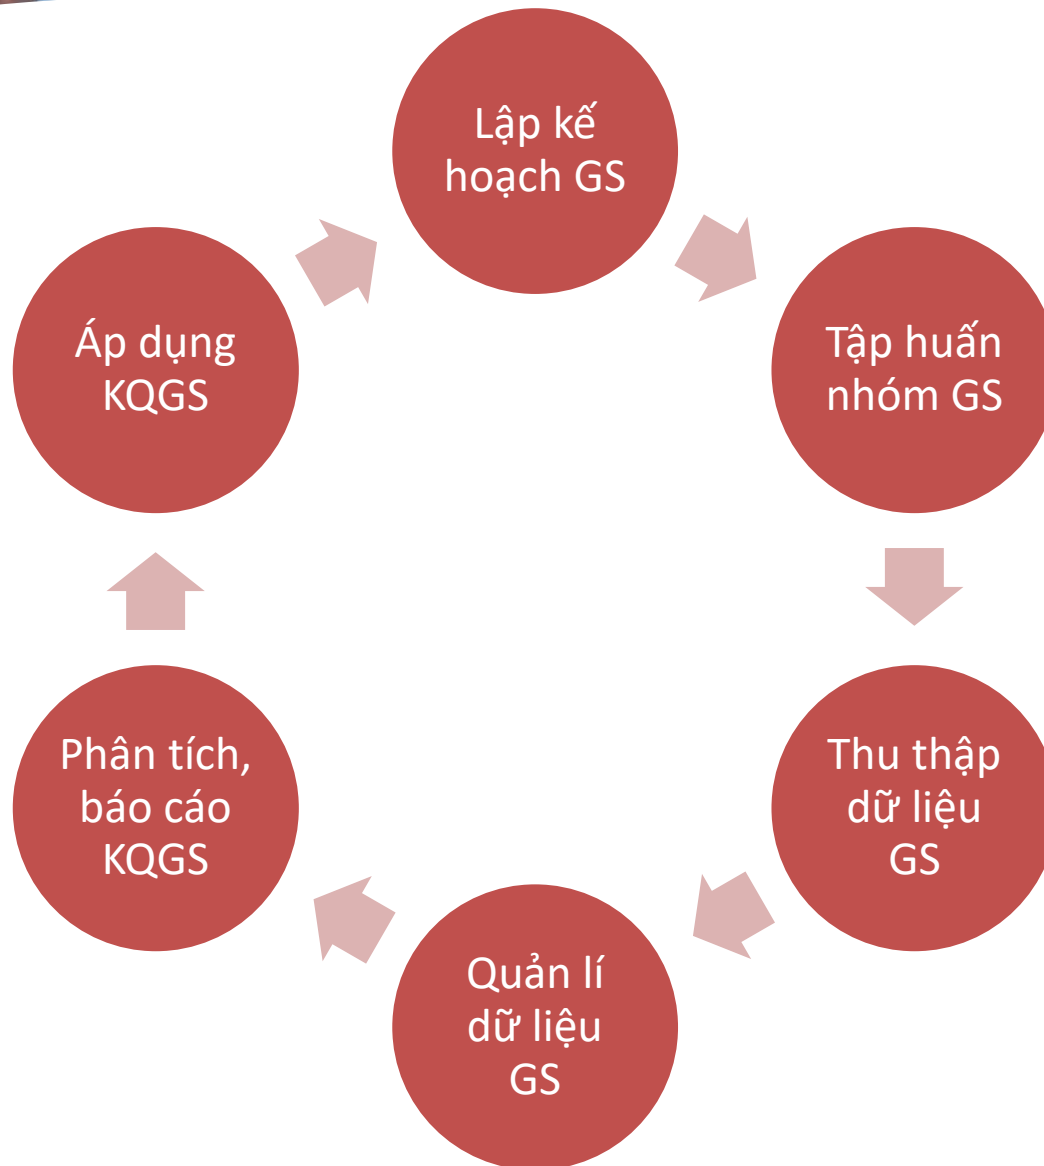 Lập kế
hoạch GS
Tập huấn
nhóm GS
Thu thập
dữ liệu
GS
Quản lí
dữ liệu
GS
Phân tích,
báo cáo
KQGS
Áp dụng
KQGS